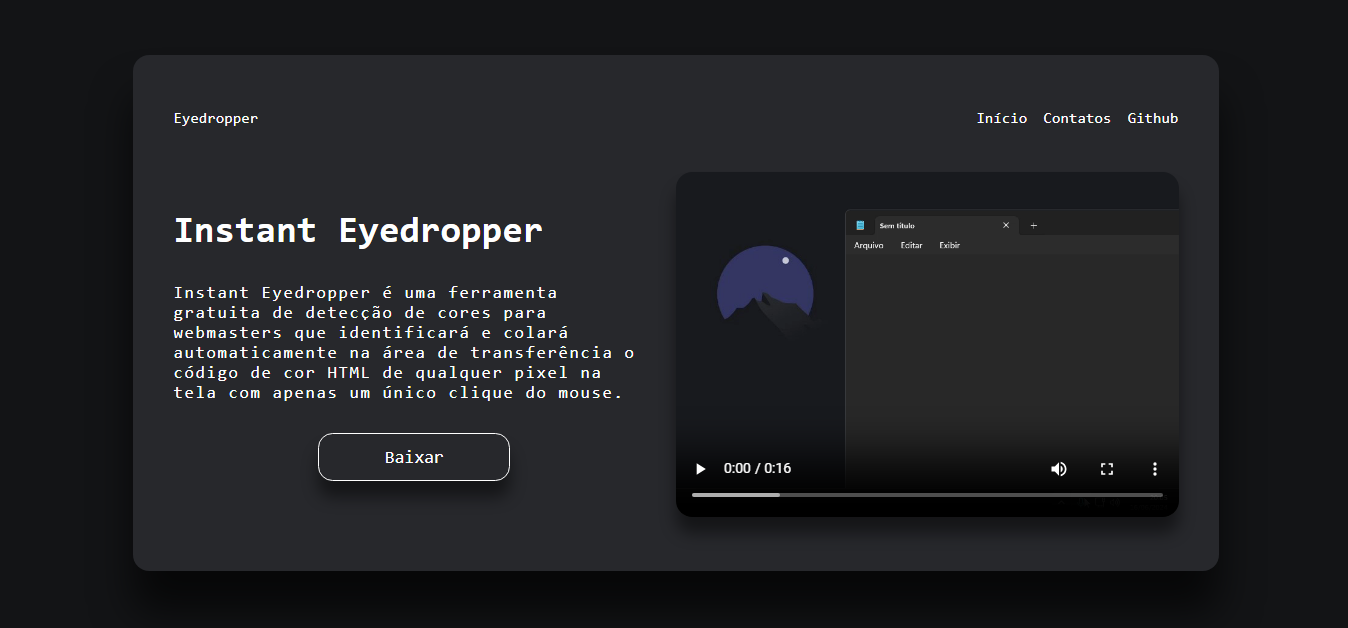 Eyedropper
Início Contatos Github
Instant Eyedropper
Instant Eyedropper é uma ferramenta
gratuita de detecção de cores para
webmasters que identificará e colará
automaticamente na área de transferência o
código de cor HTML de qualquer pixel na
tela com apenas um único clique do mouse.
Baixar
Sem título
Arquivo Editar Exibir
0:00 / 0:16